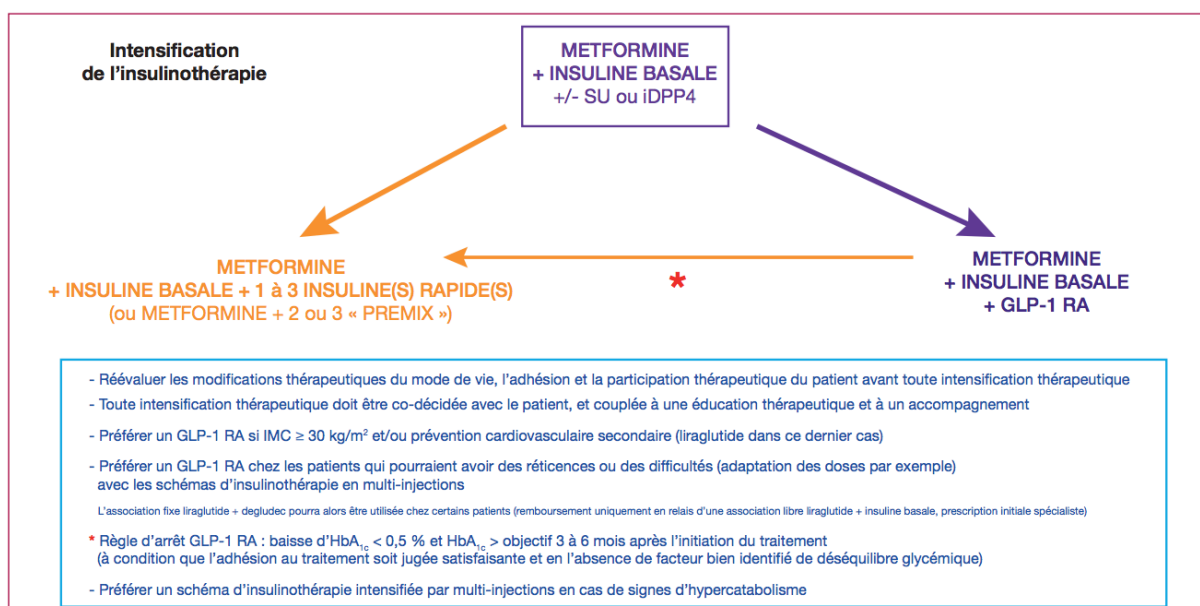 Intensification
de l’insulinothérapie
METFORMINE
+ INSULINE BASALE
+/- SU ou iDPP4
METFORMINE
+ INSULINE BASALE + 1 à 3 INSULINE(S) RAPIDE(S)
(ou METFORMINE + 2 ou 3 « PREMIX »)
*
METFORMINE
+ INSULINE BASALE
+ GLP-1 RA
- Réévaluer les modifications thérapeutiques du mode de vie, l’adhésion et la participation thérapeutique du patient avant toute intensification thérapeutique
- Toute intensification thérapeutique doit être co-décidée avec le patient, et couplée à une éducation thérapeutique et à un accompagnement
- Préférer un GLP-1 RA si IMC ≥ 30 kg/m² et/ou prévention cardiovasculaire secondaire (liraglutide dans ce dernier cas)
- Préférer un GLP-1 RA chez les patients qui pourraient avoir des réticences ou des difficultés (adaptation des doses par exemple)
avec les schémas d’insulinothérapie en multi-injections
L’association fixe liraglutide + degludec pourra alors être utilisée chez certains patients (remboursement uniquement en relais d’une association libre liraglutide + insuline basale, prescription initiale spécialiste)
* Règle d’arrêt GLP-1 RA : baisse d’HbA1c < 0,5 % et HbA1c > objectif 3 à 6 mois après l’initiation du traitement
(à condition que l’adhésion au traitement soit jugée satisfaisante et en l’absence de facteur bien identifié de déséquilibre glycémique)
- Préférer un schéma d’insulinothérapie intensifiée par multi-injections en cas de signes d’hypercatabolisme